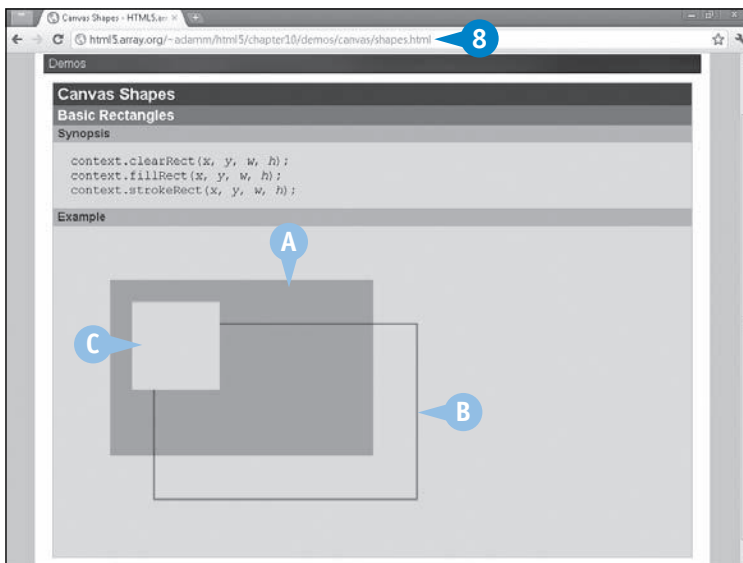 Canvas Shapes - HTML5.arr
html5.array.org/~adamm/html5/chapter10/demos/canvas/shapes.html
8
Demos
Canvas Shapes
Basic Rectangles
Synopsis
context.clearRect(x, y, w, h);
context.fillRect(x, y, w, h);
context.strokeRect(x, y, w, h);
Example
A
C
B